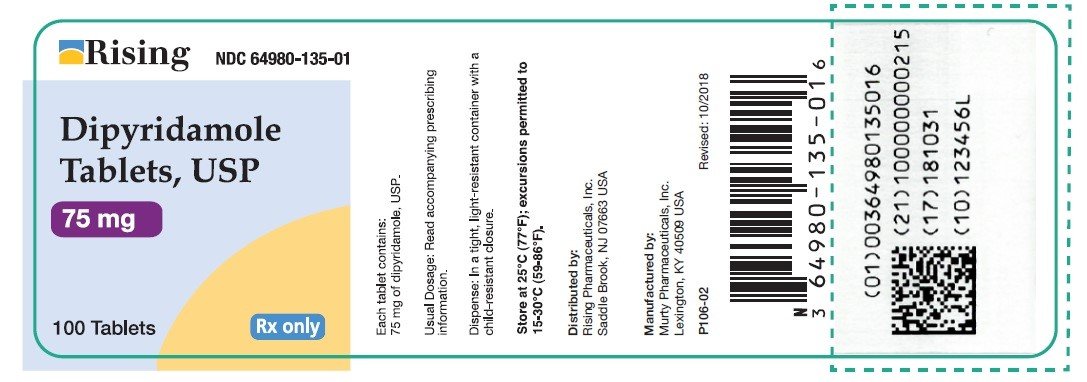 Rising NDC 64980-135-01
Dipyridamole
Tablets, USP
75 mg
100 Tablets
Rx only
Each tablet contains:
75 mg of dipyridamole, USP.
Usual Dosage: Read accompanying prescribing
information.
Dispense: In a tight, light-resistant container with a
child-resistant closure.
Store at 25°C (77°F); excursions permitted to
15-30°C (59-86°F).
Distributed by:
Rising Pharmaceuticals, Inc.
Saddle Brook, NJ 07663 USA
Manufactured by:
Murty Pharmaceuticals, Inc.
Lexington, KY 40509 USA
P106-02 Revised: 10/2018
N
3 64980-135-01 6
(01)00364980135016
(21)10000000000215
(17)181031
(10)123456L